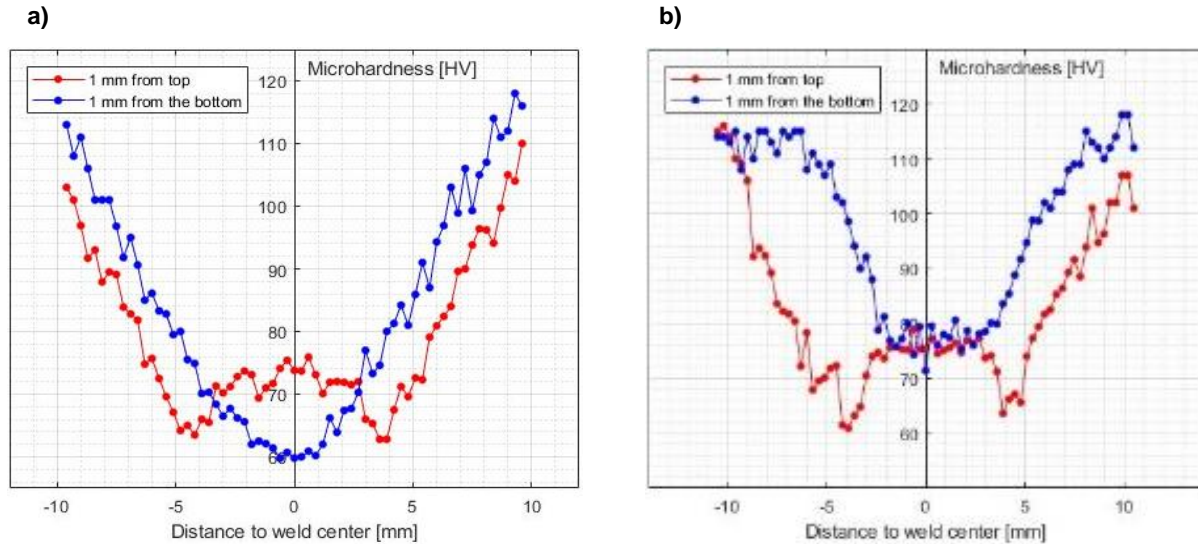 a)
b)
Microhardness [HV]
1 mm from top
1 mm from the bottom
120
110
100
90
80
70
60
-10
-5
0
5
10
Distance to weld center [mm]
Microhardness [HV]
1 mm from top
1 mm from the bottom
120
110
100
90
80
70
60
-10
-5
0
5
10
Distance to weld center [mm]